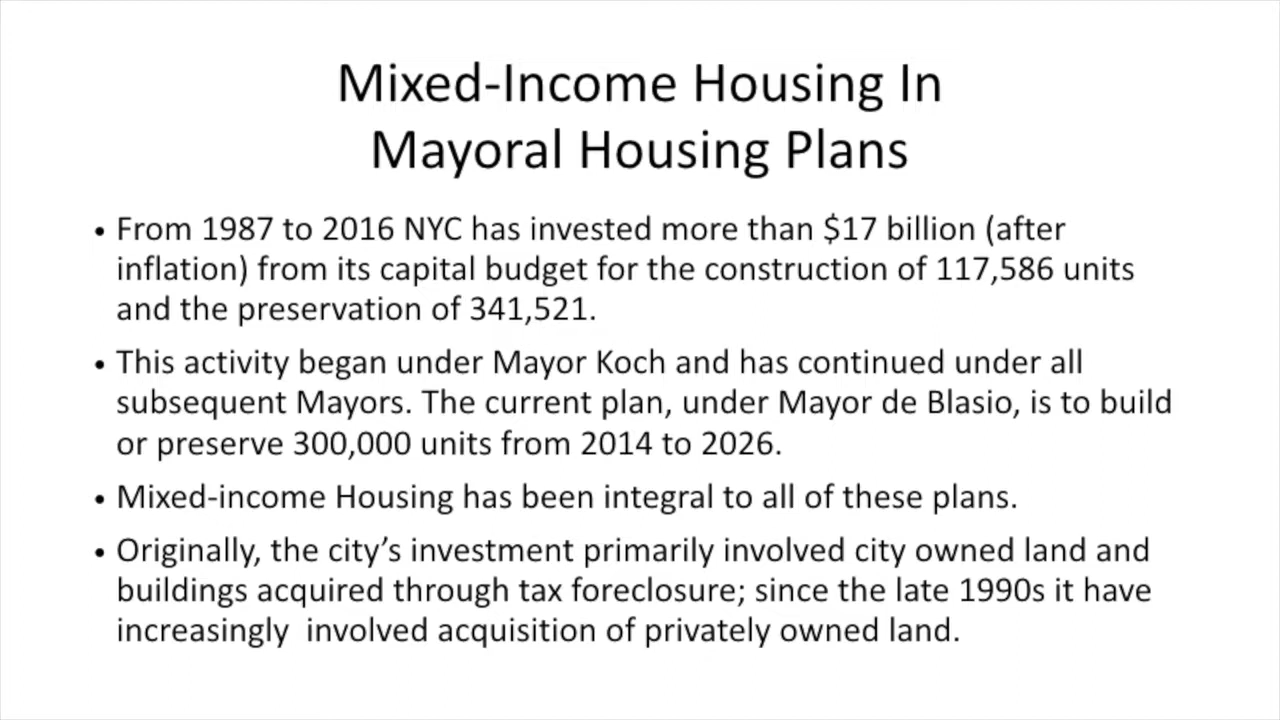 Mixed-Income Housing In
Mayoral Housing Plans
• From 1987 to 2016 NYC has invested more than $17 billion (after
inflation) from its capital budget for the construction of 117,586 units
and the preservation of 341,521.
• This activity began under Mayor Koch and has continued under all
subsequent Mayors. The current plan, under Mayor de Blasio, is to build
or preserve 300,000 units from 2014 to 2026.
• Mixed-income Housing has been integral to all of these plans.
• Originally, the city’s investment primarily involved city owned land and
buildings acquired through tax foreclosure; since the late 1990s it have
increasingly  involved acquisition of privately owned land.